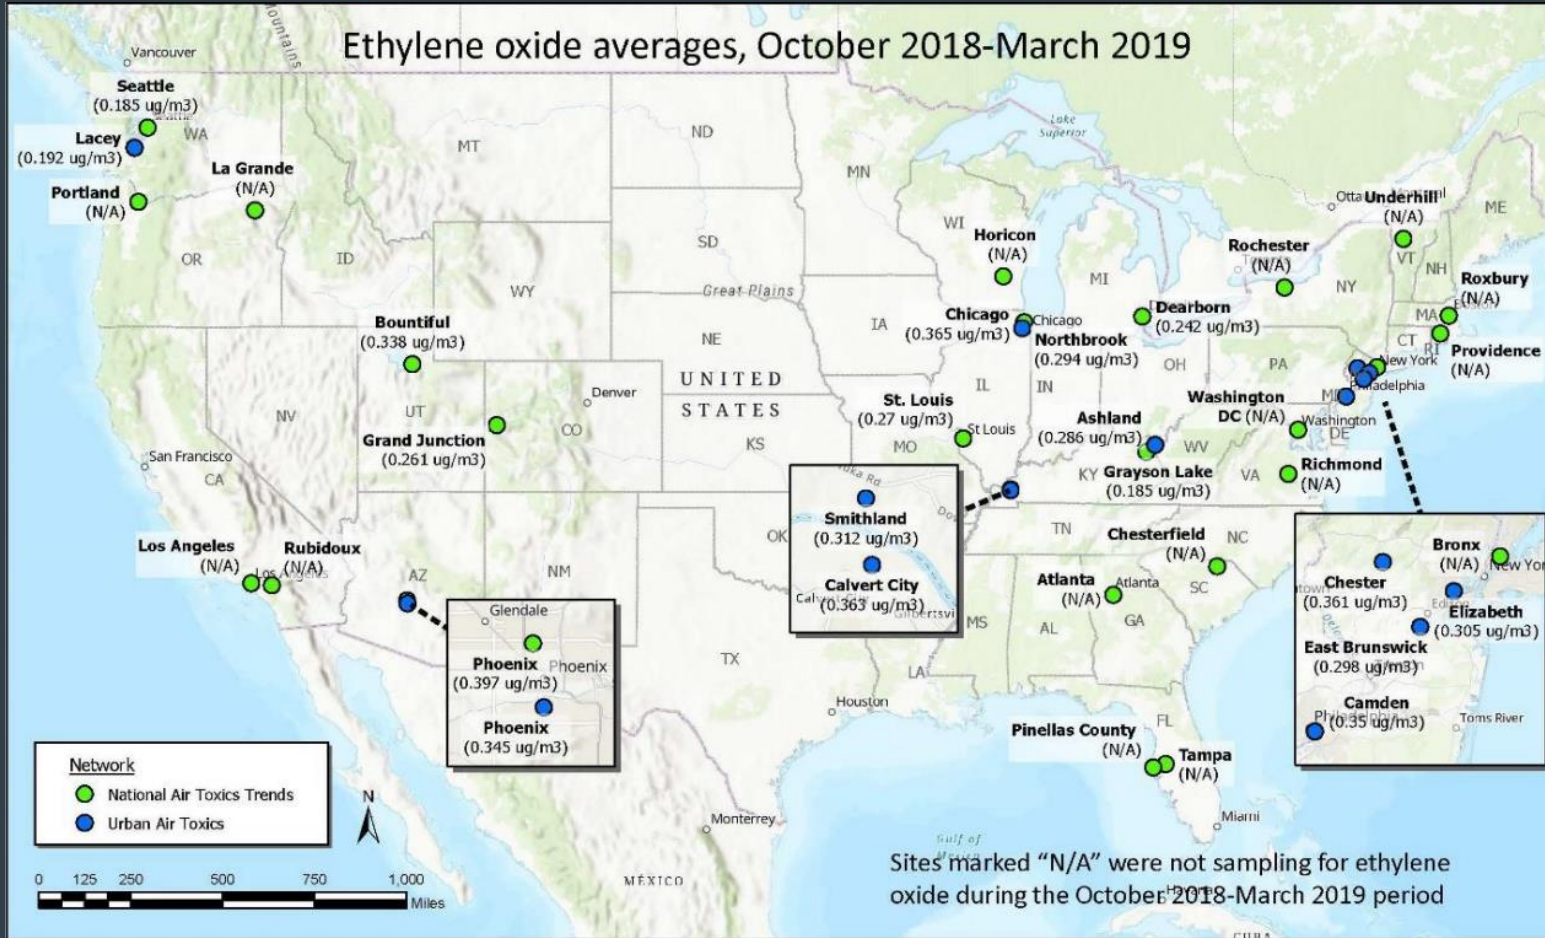 Ethylene oxide averages, October 2018-March 2019
Vancouver
Mountains
Seattle
(0.185 ug/m3)
Lacey
(0.192 ug/m3)
WA
La Grande
(N/A)
Portland
(N/A)
OR
ID
MT
ND
MN
Lake
Superior
WI
SD
WY
Great Plains
Horicon
(N/A)
MI
Ottawa
Montreal
Underhill
(N/A)
ME
VT
NH
Rochester
(N/A)
NY
Roxbury
(N/A)
MA
CT
RI
Providence
(N/A)
Bountiful
(0.338 ug/m3)
NE
IA
Chicago
(0.365 ug/m3)
Chicago
Northbrook
(0.294 ug/m3)
Dearborn
(0.242 ug/m3)
OH
PA
New York
Philadelphia
UNITED
STATES
IL
IN
Denver
NV
UT
CO
Grand Junction
(0.261 ug/m3)
KS
St. Louis
(0.27 ug/m3)
St Louis
MO
Ashland
(0.286 ug/m3)
WV
KY
Grayson Lake
(0.185 ug/m3)
Washington
DC (N/A)
Washington
DE
VA
Richmond
(N/A)
San Francisco
CA
Los Angeles
(N/A)
Rubidoux
(N/A)
AZ
NM
OK
TN
Chesterfield
(N/A)
NC
SC
Atlanta
(N/A)
Atlanta
GA
AL
MS
LA
TX
Houston
Smithland
(0.312 ug/m3)
Calvert City
(0.363 ug/m3)
Glendale
Phoenix
(0.397 ug/m3)
Phoenix
Phoenix
(0.345 ug/m3)
Bronx
(N/A)
New Yor
Chester
(0.361 ug/m3)
Elizabeth
(0.305 ug/m3)
East Brunswick
(0.298 ug/m3)
Camden
(0.35 ug/m3)
Philadelphia
Toms River
FL
Pinellas County
(N/A)
Tampa
(N/A)
Miami
Monterrey
MÉXICO
Gulf of
Network
National Air Toxics Trends
Urban Air Toxics
N
0 125 250 500 750 1,000
Miles
Sites marked “N/A” were not sampling for ethylene
oxide during the October 2018-March 2019 period
Havana
CUBA